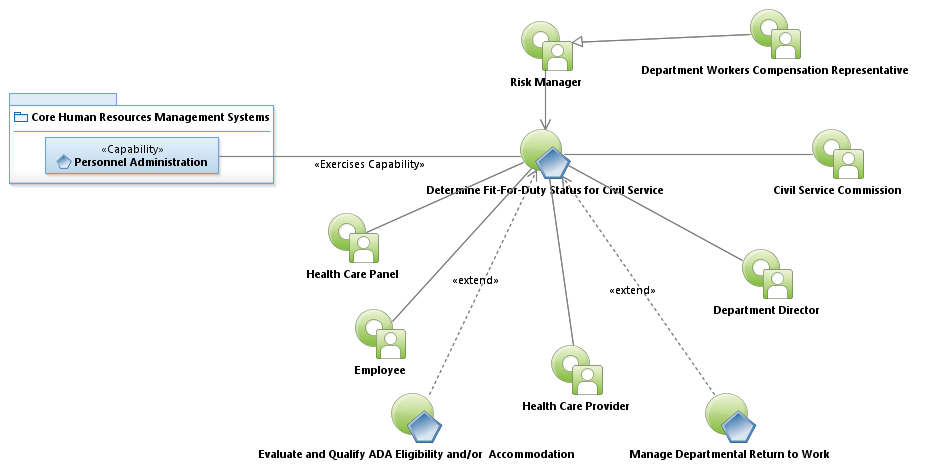 Risk Manager
Department Workers Compensation Representative
Core Human Resources Management Systems
«Capability»
Personnel Administration
«Exercises Capability»
Determine Fit-For-Duty Status for Civil Service
Civil Service Commission
Health Care Panel
«extend»
«extend»
Department Director
Employee
Health Care Provider
Evaluate and Qualify ADA Eligibility and/or  Accommodation
Manage Departmental Return to Work